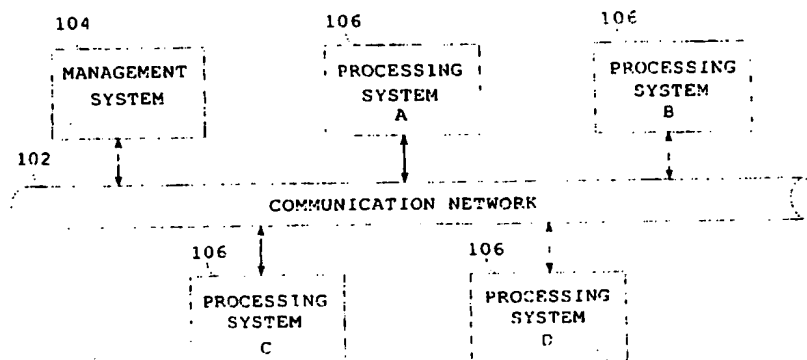 104
106
106
MANAGEMENT
SYSTEM
PROCESSING
SYSTEM
A
PROCESSING
SYSTEM
B
102
COMMUNICATION NETWORK
106
106
PROCESSING
SYSTEM
C
PROCESSING
SYSTEM
D